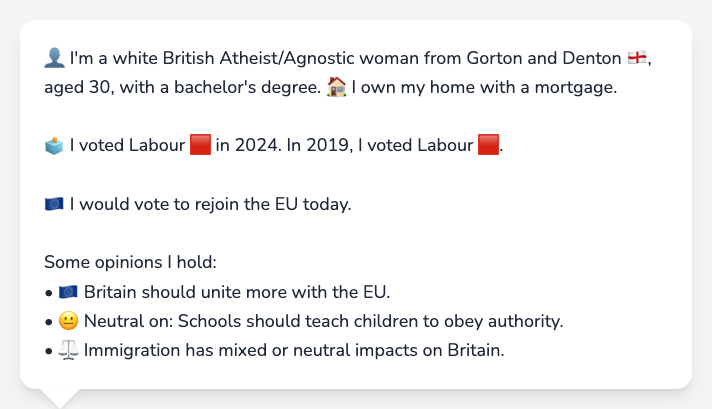 👤 I'm a white British Atheist/Agnostic woman from Gorton and Denton 🏴󠁧󠁢󠁥󠁮󠁧󠁿,
aged 30, with a bachelor's degree. 🏠 I own my home with a mortgage.
🗳️ I voted Labour 🟥 in 2024. In 2019, I voted Labour 🟥.
🇪🇺 I would vote to rejoin the EU today.
Some opinions I hold:
• 🇪🇺 Britain should unite more with the EU.
• 😐 Neutral on: Schools should teach children to obey authority.
• ⚖️ Immigration has mixed or neutral impacts on Britain.